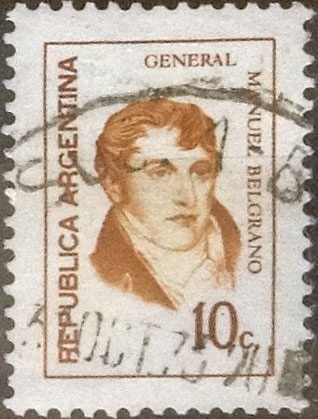 GENERAL
MANUEL BELGRANO
REPUBLICA ARGENTINA
10c.